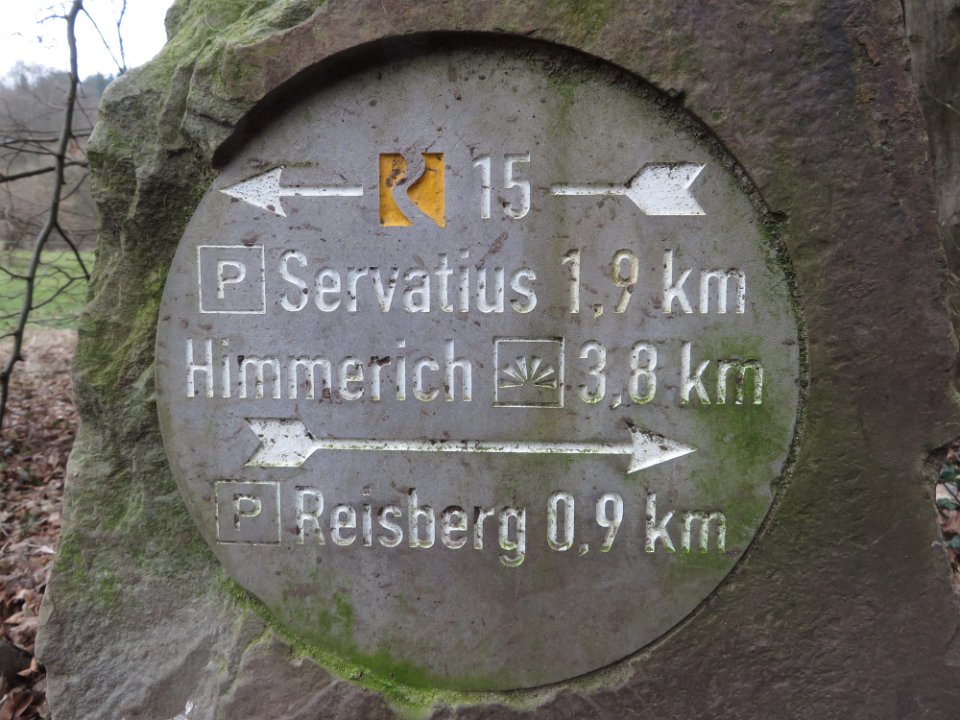 R 15
P Servatius 1,9 km
Himmerich 3,8 km
P Reisberg 0,9 km